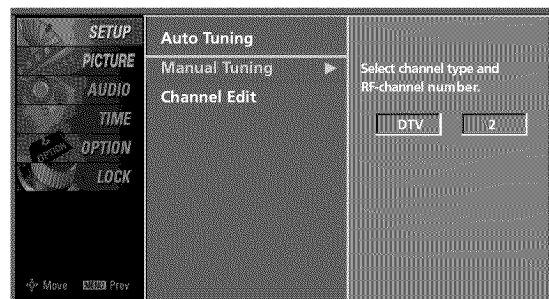 SETUP
PICTURE
AUDIO
TIME
OPTION
LOCK
Move MENU Prev
Auto Tuning
Manual Tuning
Channel Edit
Select channel type and
RF-channel number.
DTV 2